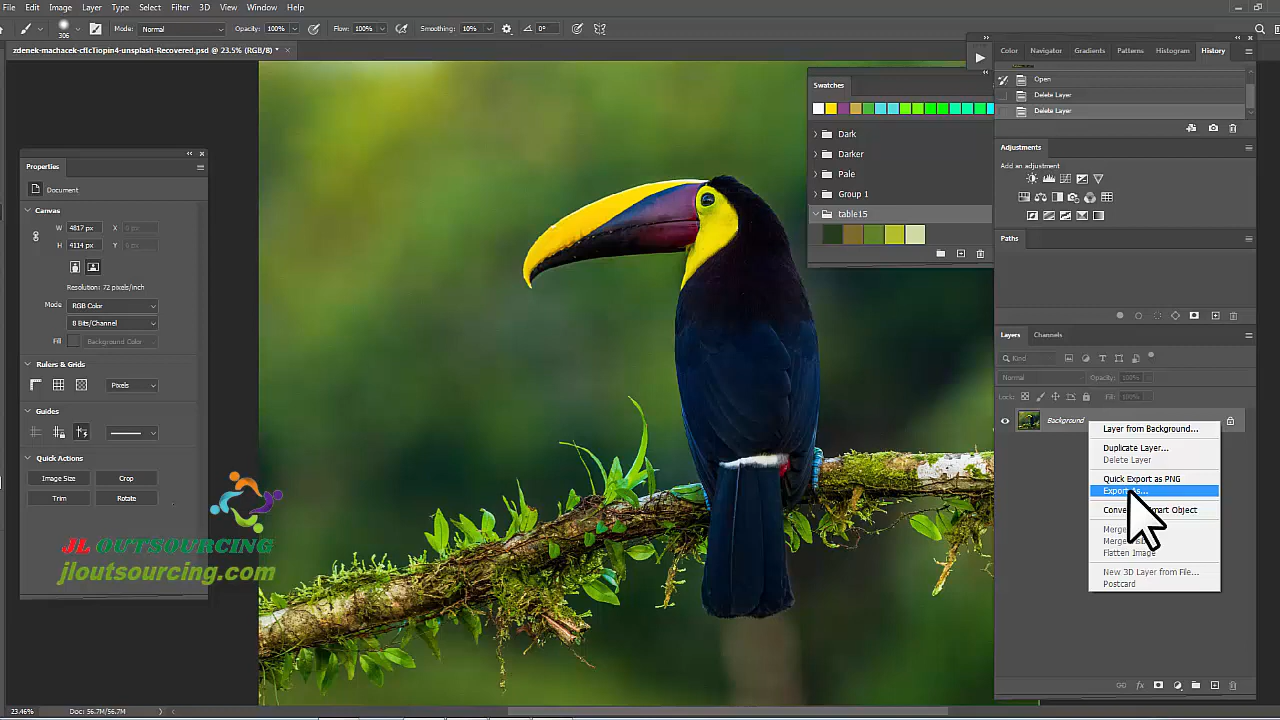 File Edit Image Layer Type Select Filter 3D View Window Help
306 Mode: Normal Opacity: 100% Flow: 100% Smoothing: 10% 0°
zdenek-machacek-cflcTiopin4-unsplash-Recovered.psd @ 23.5% (RGB/8) *
Color Navigator Gradients Patterns Histogram History
Open
Delete Layer
Delete Layer
Swatches
Dark
Darker
Pale
Group 1
table15
Adjustments
Add an adjustment
Paths
Properties
Document
Canvas
W 4817 px X 0 px
H 4114 px Y 0 px
Resolution: 72 pixels/inch
Mode RGB Color
8 Bits/Channel
Fill Background Color
Rulers & Grids
Pixels
Guides
Quick Actions
Image Size Crop
Trim Rotate
Layers Channels
Kind
Normal Opacity: 100%
Lock: Fill: 100%
Background
Layer from Background...
Duplicate Layer...
Delete Layer
Quick Export as PNG
Export As...
Smart Object
Flatten Image
New 3D Layer from File...
Postcard
JL OUTSOURCING
jloutsourcing.com
23.46% Doc: 56.7M/56.7M